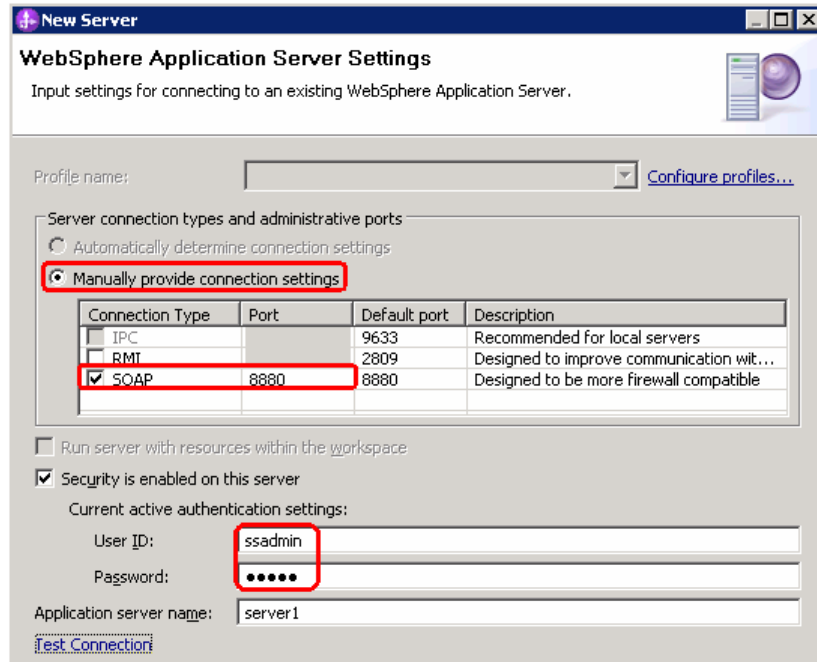 New Server
WebSphere Application Server Settings
Input settings for connecting to an existing WebSphere Application Server.
Profile name:
Configure profiles...
Server connection types and administrative ports
Automatically determine connection settings
Manually provide connection settings
Connection Type Port Default port Description
IPC 9633 Recommended for local servers
RMI 2809 Designed to improve communication wit...
SOAP 8880 8880 Designed to be more firewall compatible
Run server with resources within the workspace
Security is enabled on this server
Current active authentication settings:
User ID: ssadmin
Password: ●●●●●
Application server name: server1
Test Connection